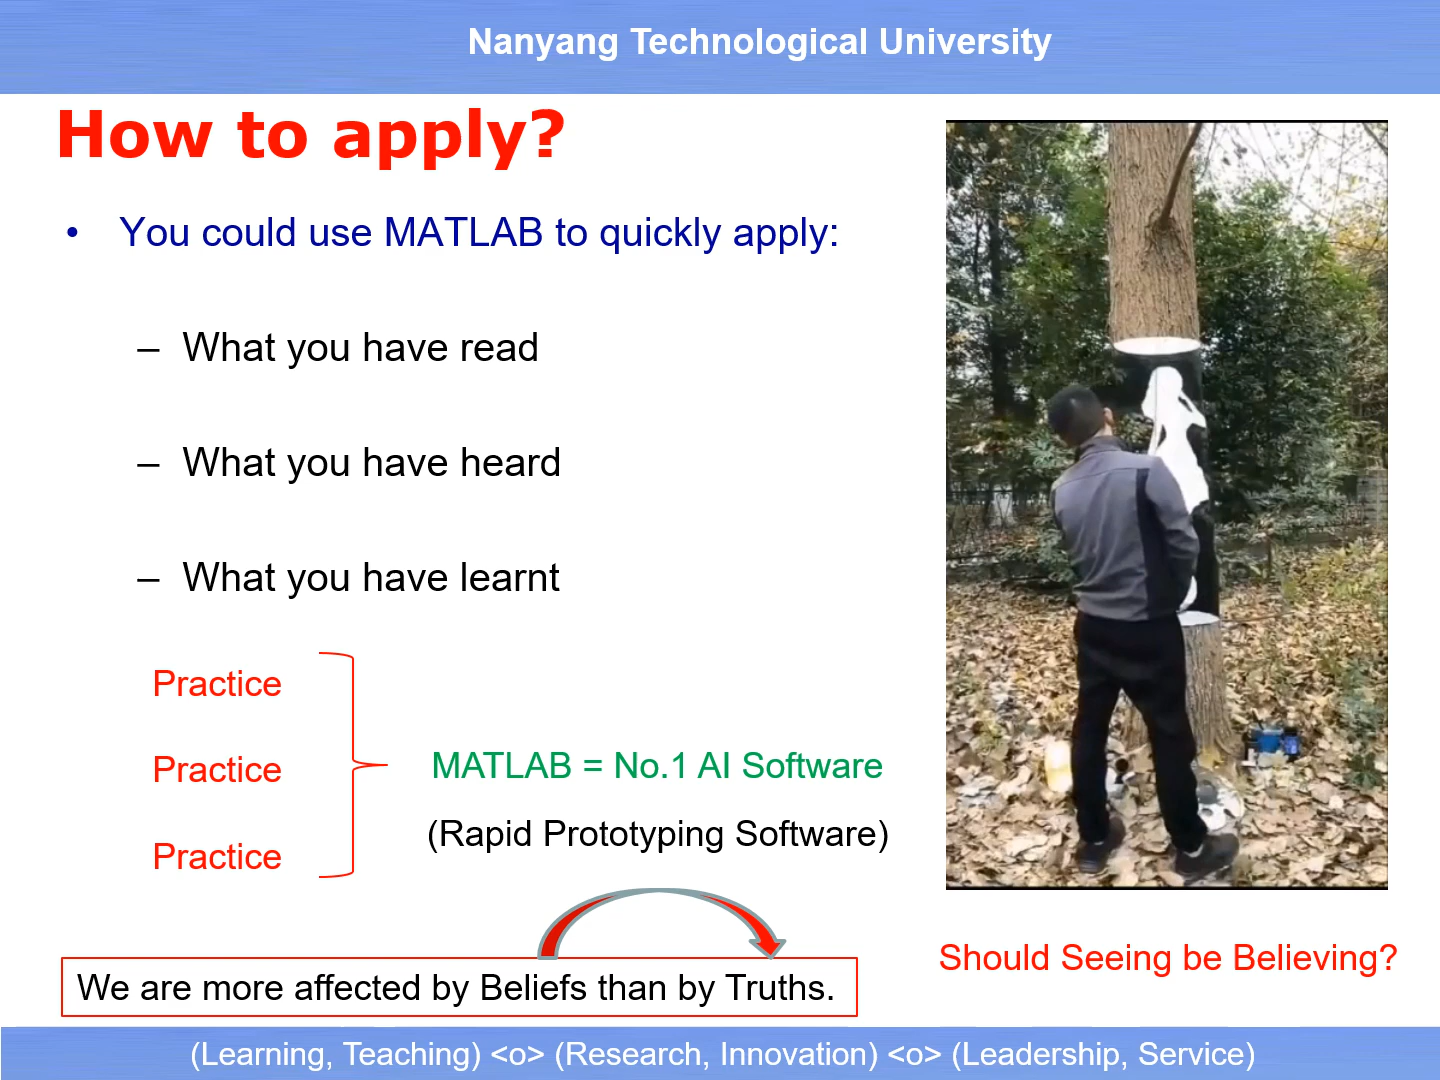 Nanyang Technological University
How to apply?
• You could use MATLAB to quickly apply:
– What you have read
– What you have heard
– What you have learnt
Practice
Practice
Practice
MATLAB = No.1 AI Software
(Rapid Prototyping Software)
We are more affected by Beliefs than by Truths.
Should Seeing be Believing?
(Learning, Teaching) <o> (Research, Innovation) <o> (Leadership, Service)